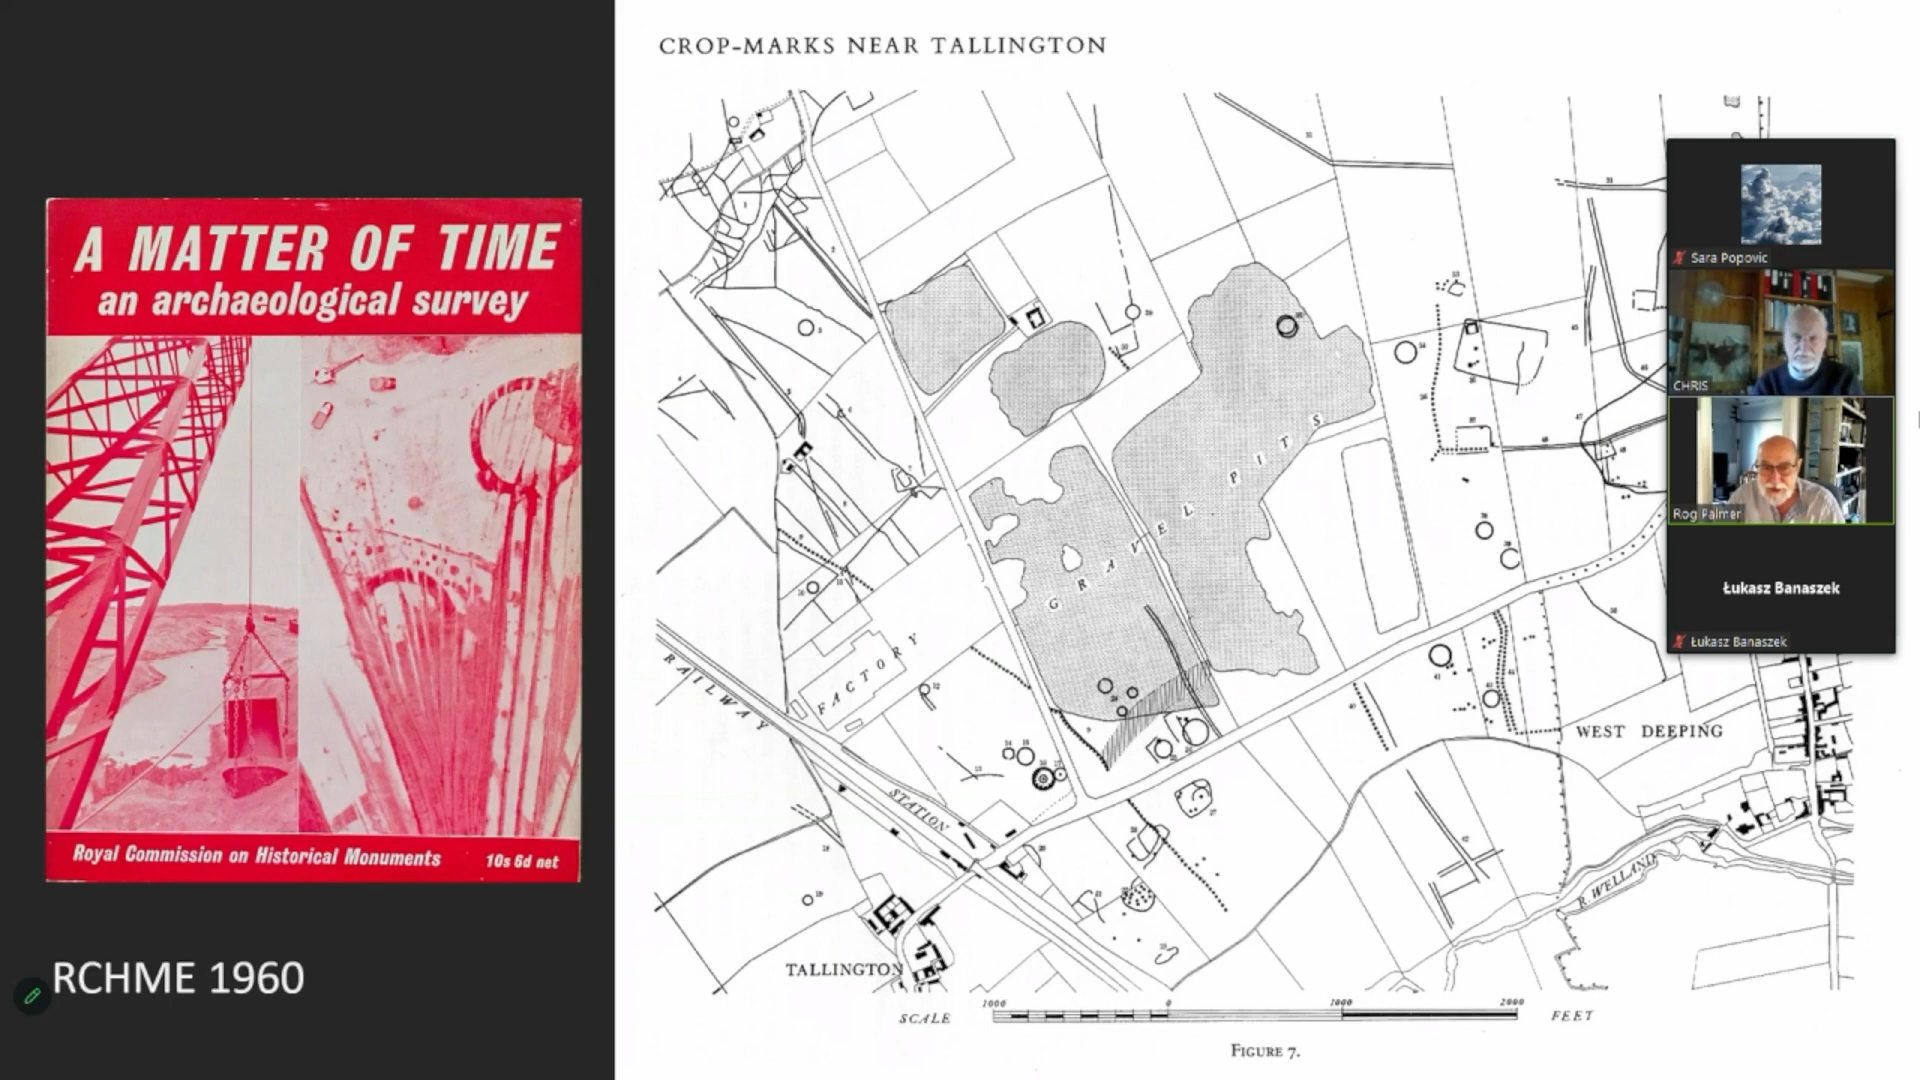 A MATTER OF TIME
an archaeological survey
Royal Commission on Historical Monuments
10s 6d net
RCHME 1960
CROP-MARKS NEAR TALLINGTON
GRAVEL PITS
FACTORY
RAILWAY
STATION
WEST DEEPING
R. WELLAND
TALLINGTON
SCALE
1000
0
1000
2000
FEET
FIGURE 7.
Sara Popovic
CHRIS
Rog Palmer
Łukasz Banaszek
Łukasz Banaszek